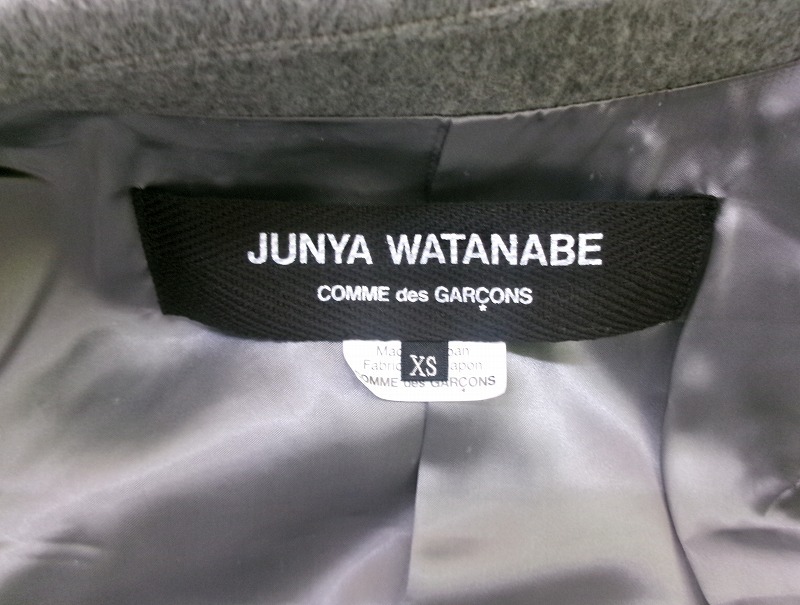 JUNYA WATANABE
COMME des GARÇONS
XS
COMME des GARÇONS